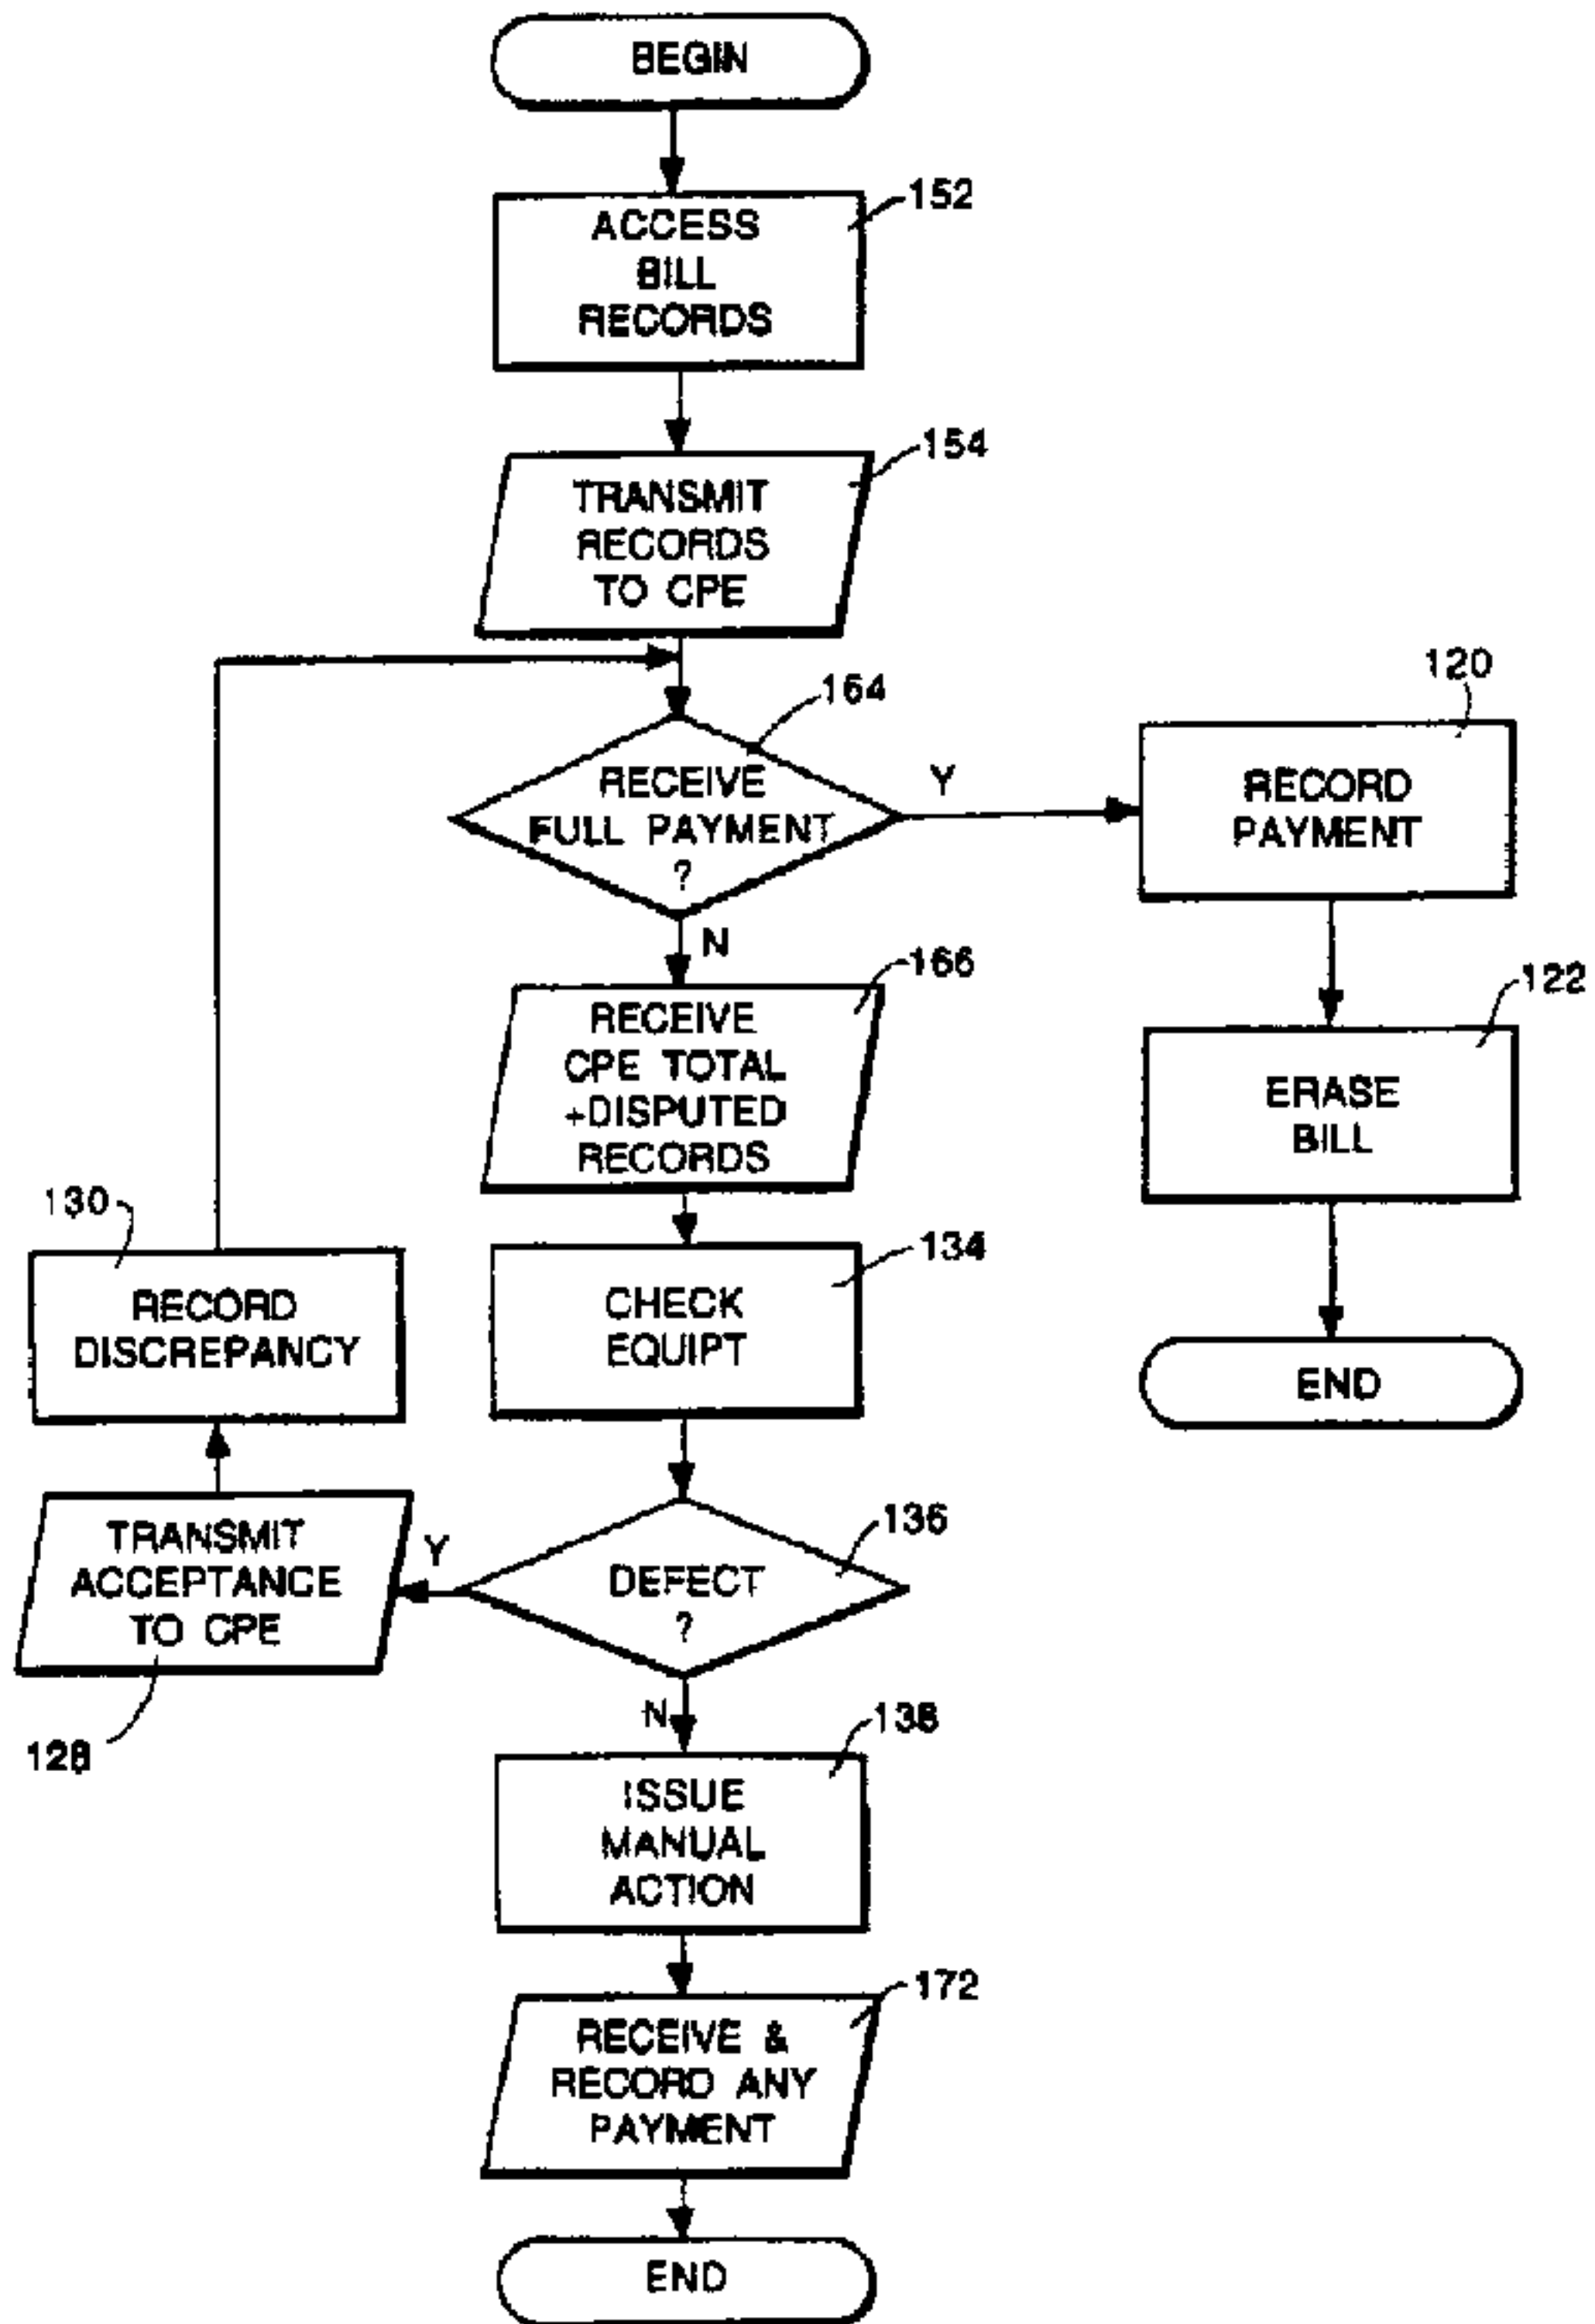 BEGIN
152
ACCESS
BILL
RECORDS
154
TRANSMIT
RECORDS
TO CPE
164
RECEIVE
FULL PAYMENT
?
Y
N
120
RECORD
PAYMENT
122
ERASE
BILL
END
166
RECEIVE
CPE TOTAL
+DISPUTED
RECORDS
134
CHECK
EQUIPT
136
DEFECT
?
Y
N
128
TRANSMIT
ACCEPTANCE
TO CPE
130
RECORD
DISCREPANCY
138
ISSUE
MANUAL
ACTION
172
RECEIVE &
RECORD ANY
PAYMENT
END